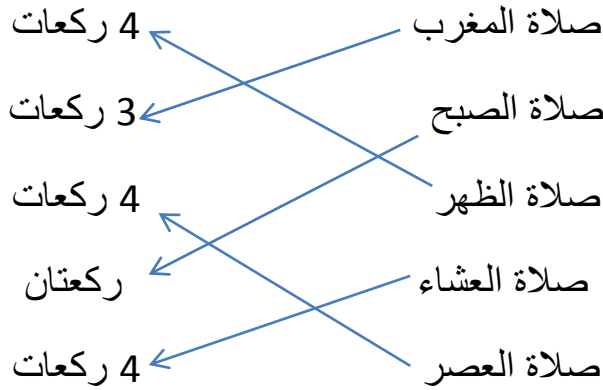 صلاة المغرب 4 ركعات
صلاة الصبح 3 ركعات
صلاة الظهر 4 ركعات
صلاة العشاء ركعتان
صلاة العصر 4 ركعات